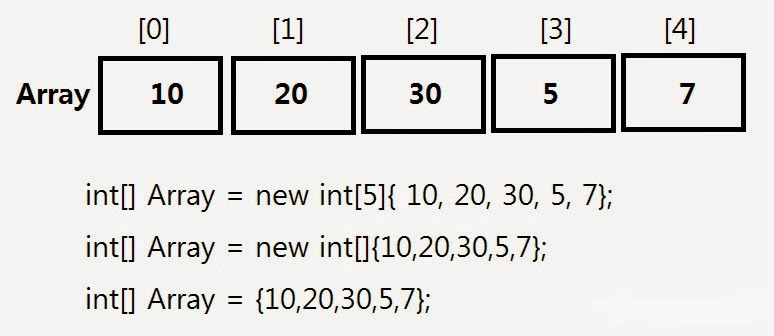 [0] [1] [2] [3] [4]
Array 10 20 30 5 7
int[] Array = new int[5]{ 10, 20, 30, 5, 7};
int[] Array = new int[]{10,20,30,5,7};
int[] Array = {10,20,30,5,7};